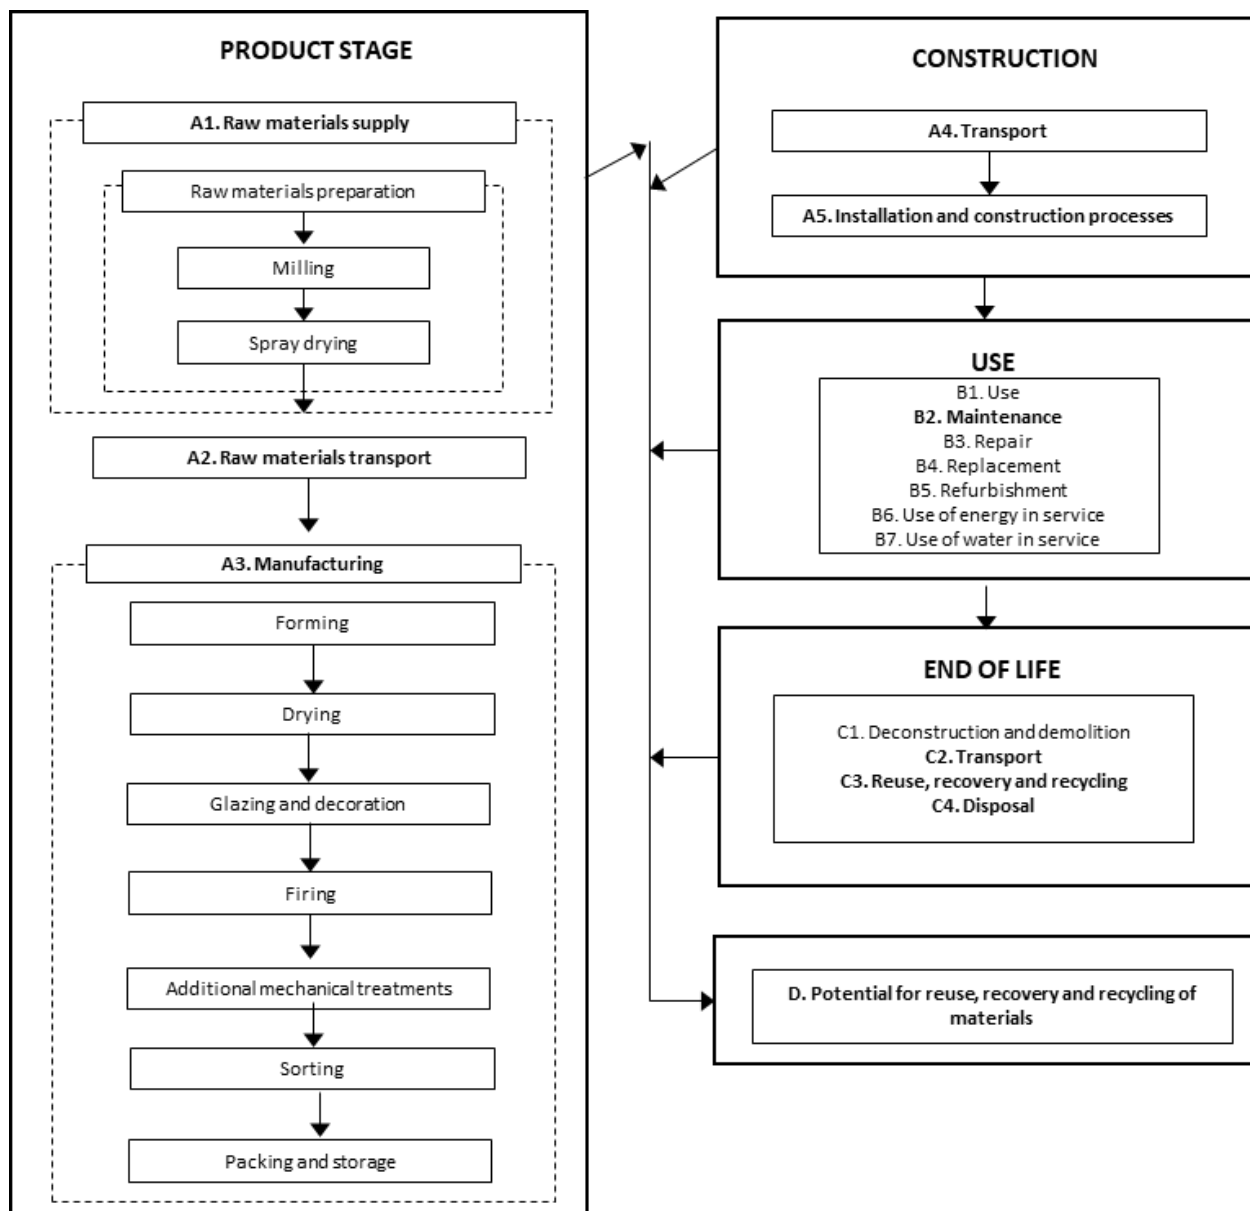 PRODUCT STAGE
A1. Raw materials supply
Raw materials preparation
Milling
Spray drying
A2. Raw materials transport
A3. Manufacturing
Forming
Drying
Glazing and decoration
Firing
Additional mechanical treatments
Sorting
Packing and storage
CONSTRUCTION
A4. Transport
A5. Installation and construction processes
USE
B1. Use
B2. Maintenance
B3. Repair
B4. Replacement
B5. Refurbishment
B6. Use of energy in service
B7. Use of water in service
END OF LIFE
C1. Deconstruction and demolition
C2. Transport
C3. Reuse, recovery and recycling
C4. Disposal
D. Potential for reuse, recovery and recycling of
materials